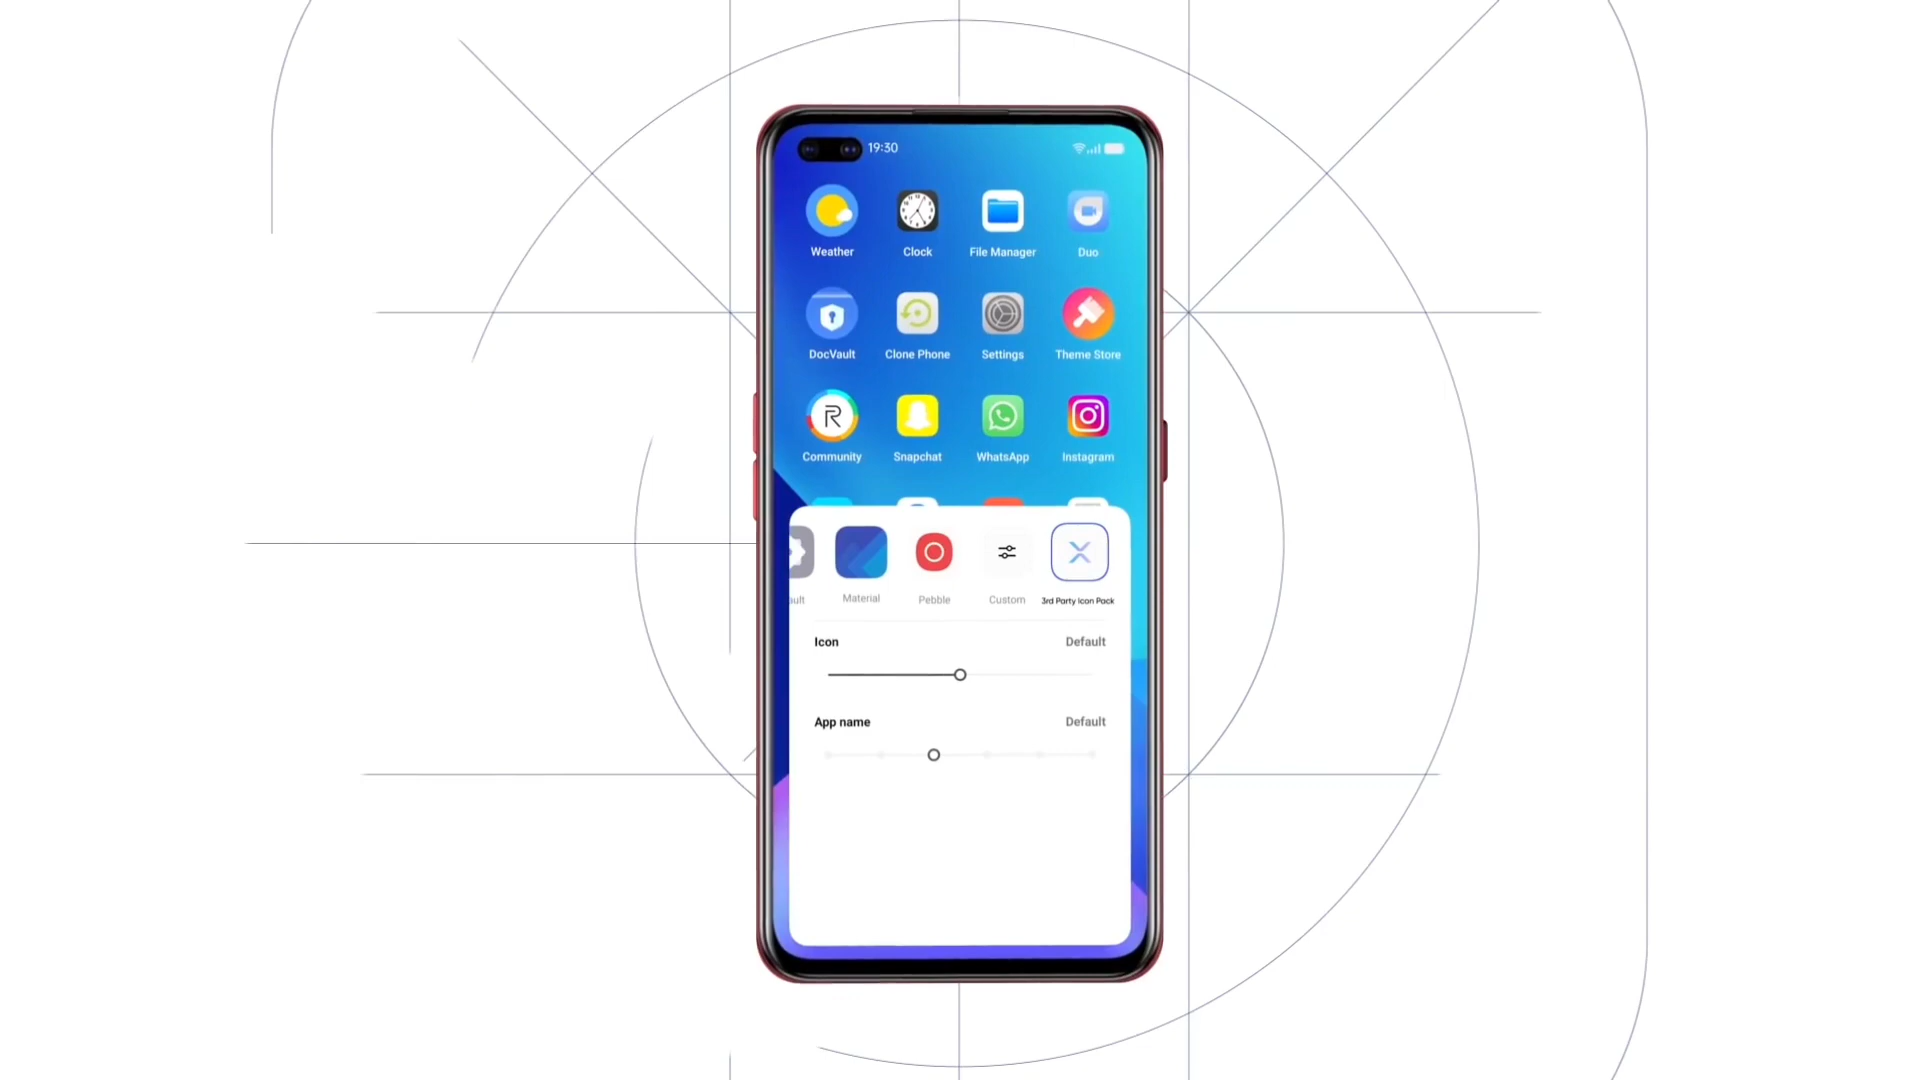 19:30
Weather Clock File Manager Duo
DocVault Clone Phone Settings Theme Store
Community Snapchat WhatsApp Instagram
ault Material Pebble Custom 3rd Party Icon Pack
Icon Default
App name Default